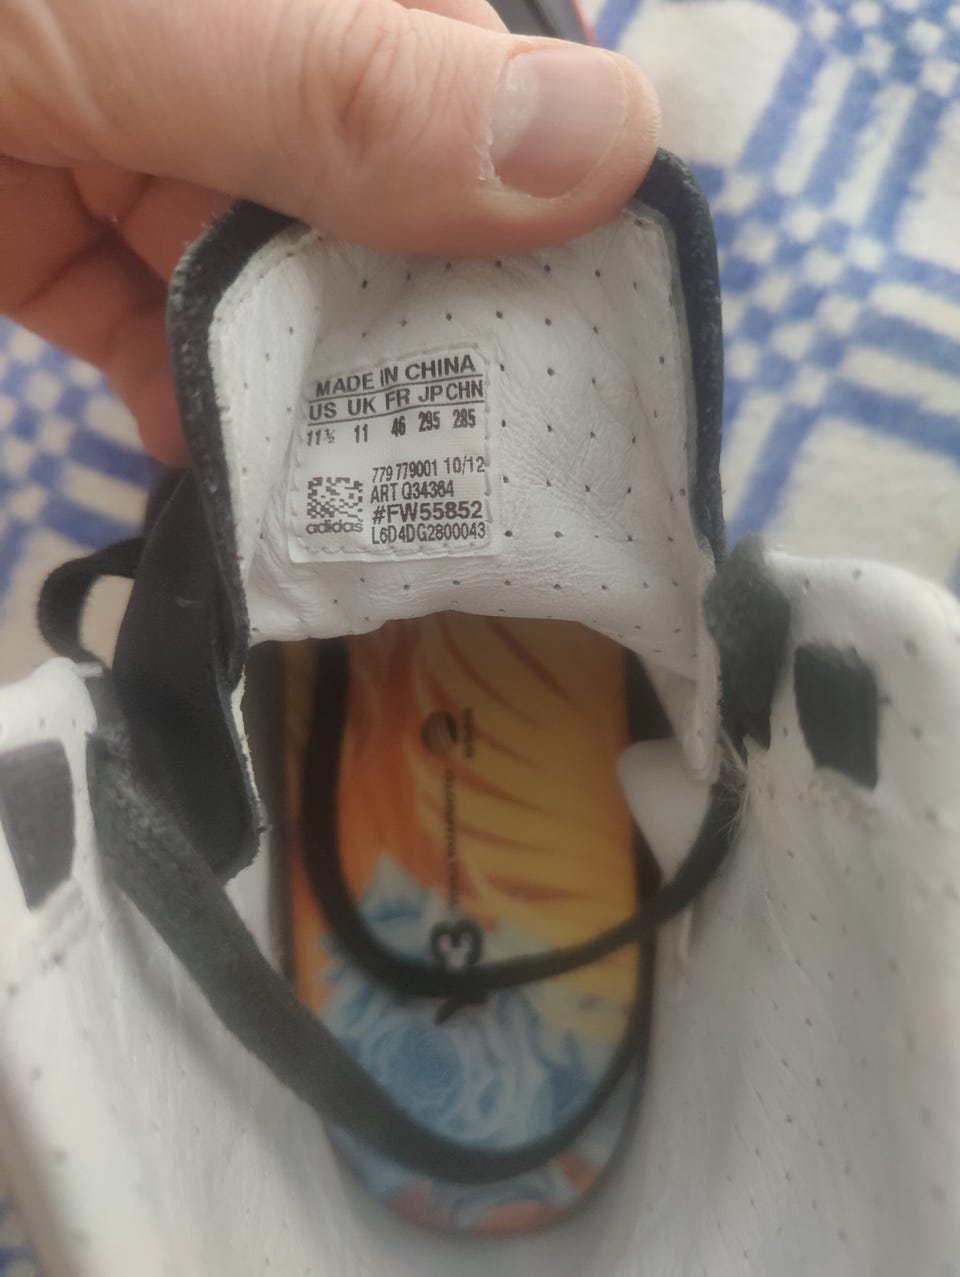 MADE IN CHINA
US UK FR JP CHN
11½ 11 46 295 285
779 779001 10/12
ART Q34364
#FW55852
adidas L6D4DG2800043
Y-3